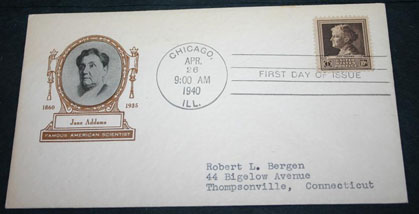 CHICAGO,
APR.
26
9:00 AM
1940
ILL.
FIRST DAY OF ISSUE
1860 1935
Jane Addams
FAMOUS AMERICAN SCIENTIST
Robert L. Bergen
44 Bigelow Avenue
Thompsonville, Connecticut